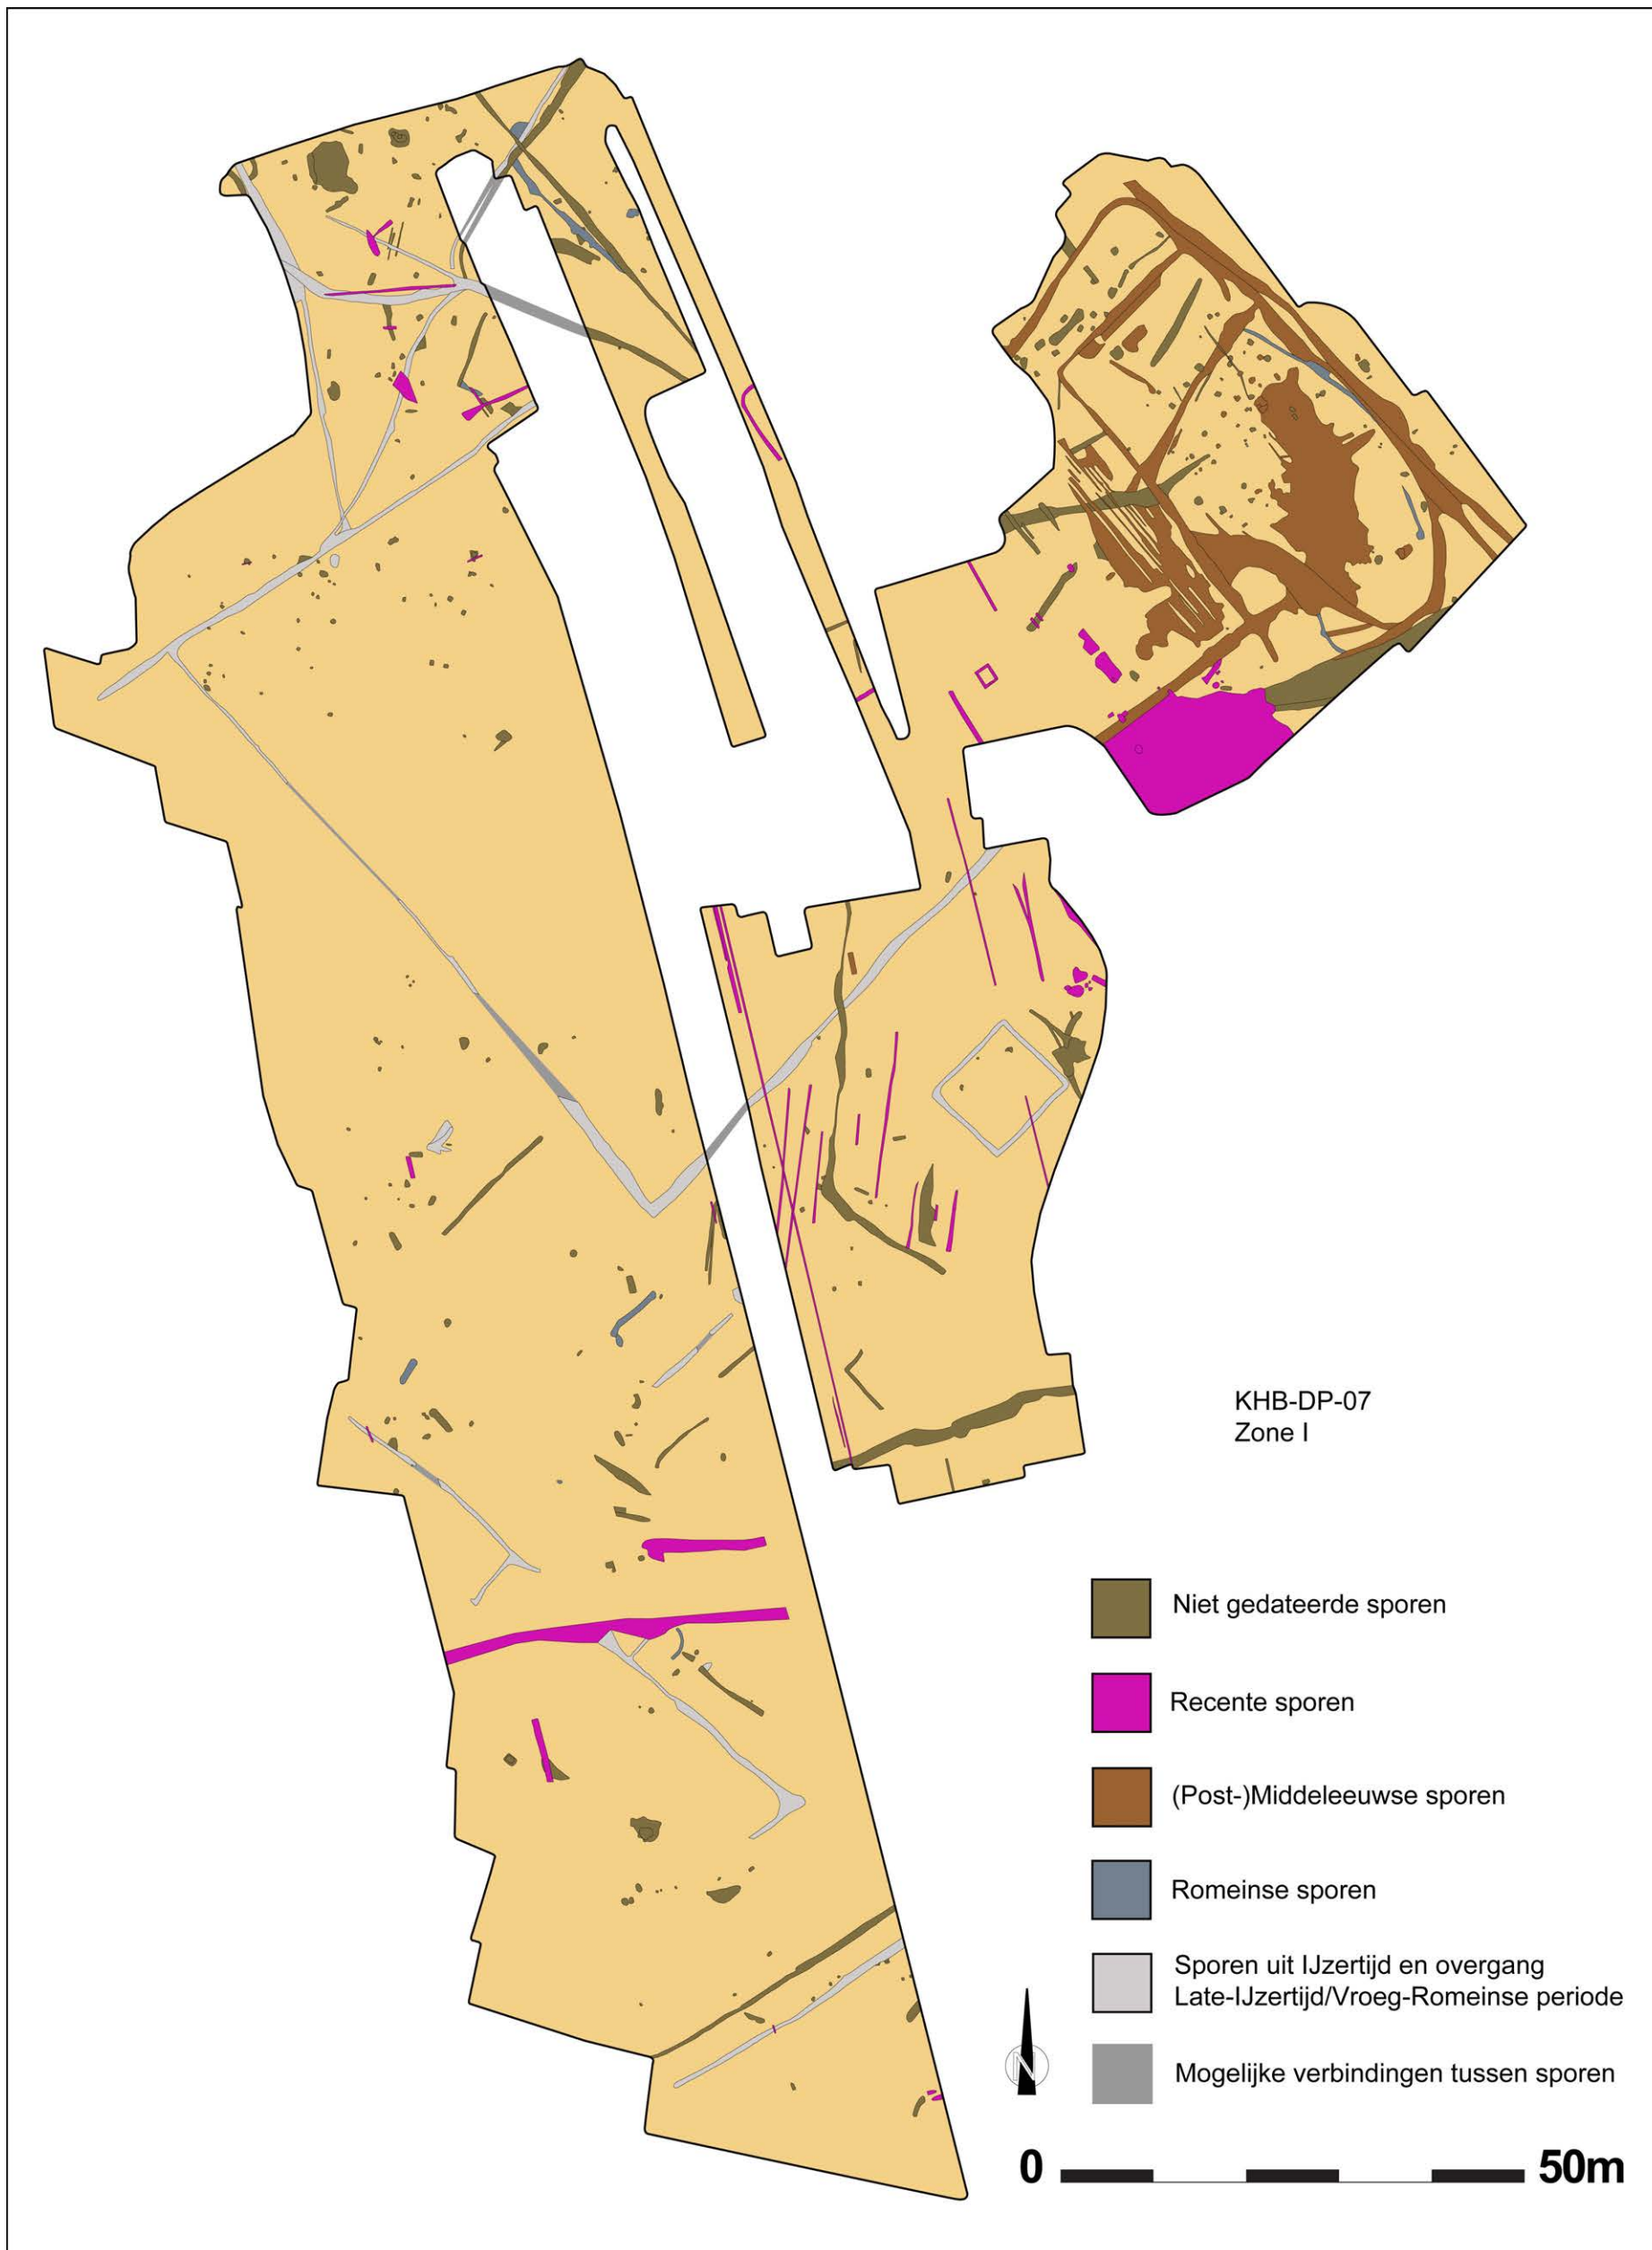 KHB-DP-07
Zone I
Niet gedateerde sporen
Recente sporen
(Post-)Middeleeuwse sporen
Romeinse sporen
Sporen uit IJzertijd en overgang
Late-IJzertijd/Vroeg-Romeinse periode
Mogelijke verbindingen tussen sporen
N
0 50m